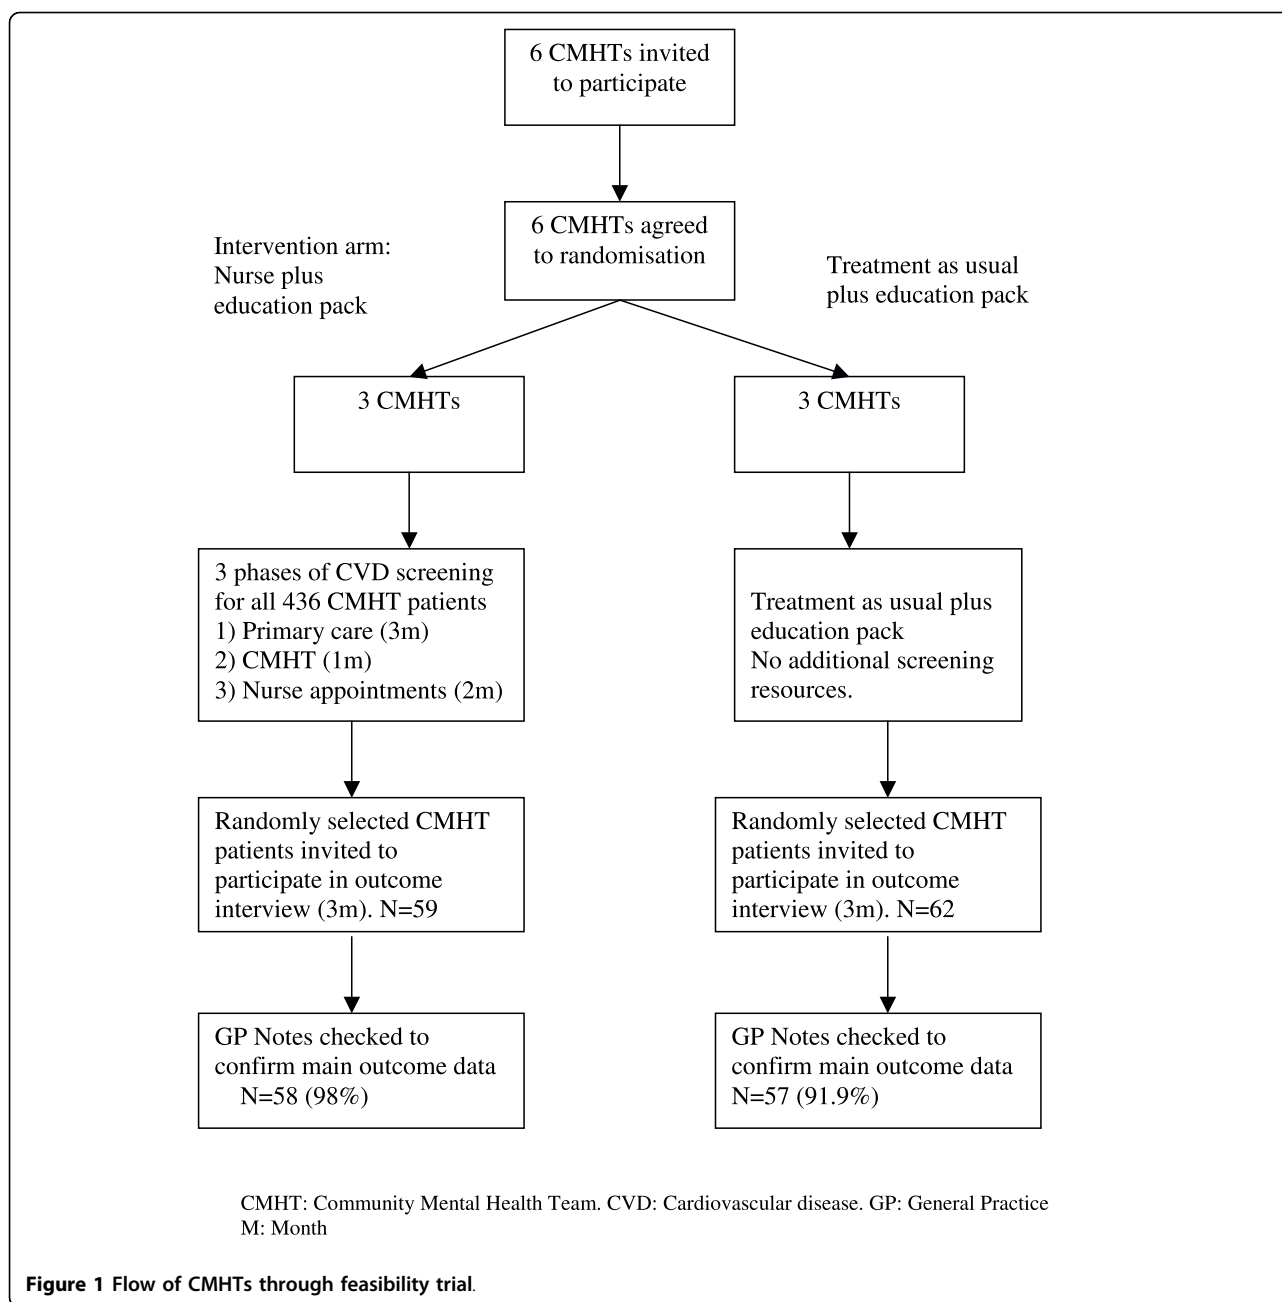 6 CMHTs invited
to participate
6 CMHTs agreed
to randomisation
Intervention arm:
Nurse plus
education pack
Treatment as usual
plus education pack
3 CMHTs
3 CMHTs
3 phases of CVD screening
for all 436 CMHT patients
1) Primary care (3m)
2) CMHT (1m)
3) Nurse appointments (2m)
Treatment as usual plus
education pack
No additional screening
resources.
Randomly selected CMHT
patients invited to
participate in outcome
interview (3m). N=59
Randomly selected CMHT
patients invited to
participate in outcome
interview (3m). N=62
GP Notes checked to
confirm main outcome data
N=58 (98%)
GP Notes checked to
confirm main outcome data
N=57 (91.9%)
CMHT: Community Mental Health Team. CVD: Cardiovascular disease. GP: General Practice
M: Month
Figure 1 Flow of CMHTs through feasibility trial.